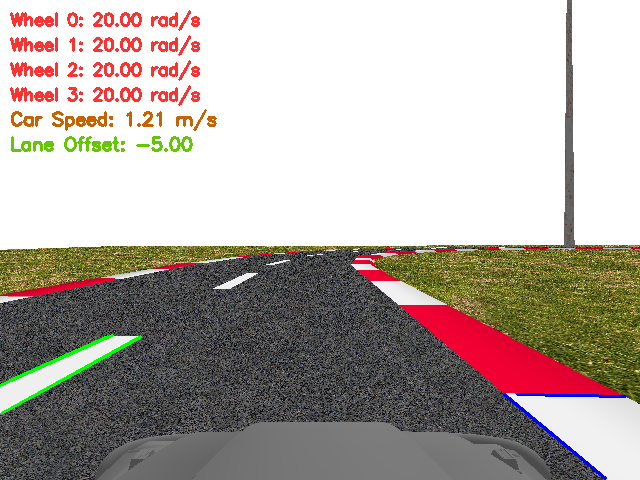 Wheel 0: 20.00 rad/s
Wheel 1: 20.00 rad/s
Wheel 2: 20.00 rad/s
Wheel 3: 20.00 rad/s
Car Speed: 1.21 m/s
Lane Offset: -5.00